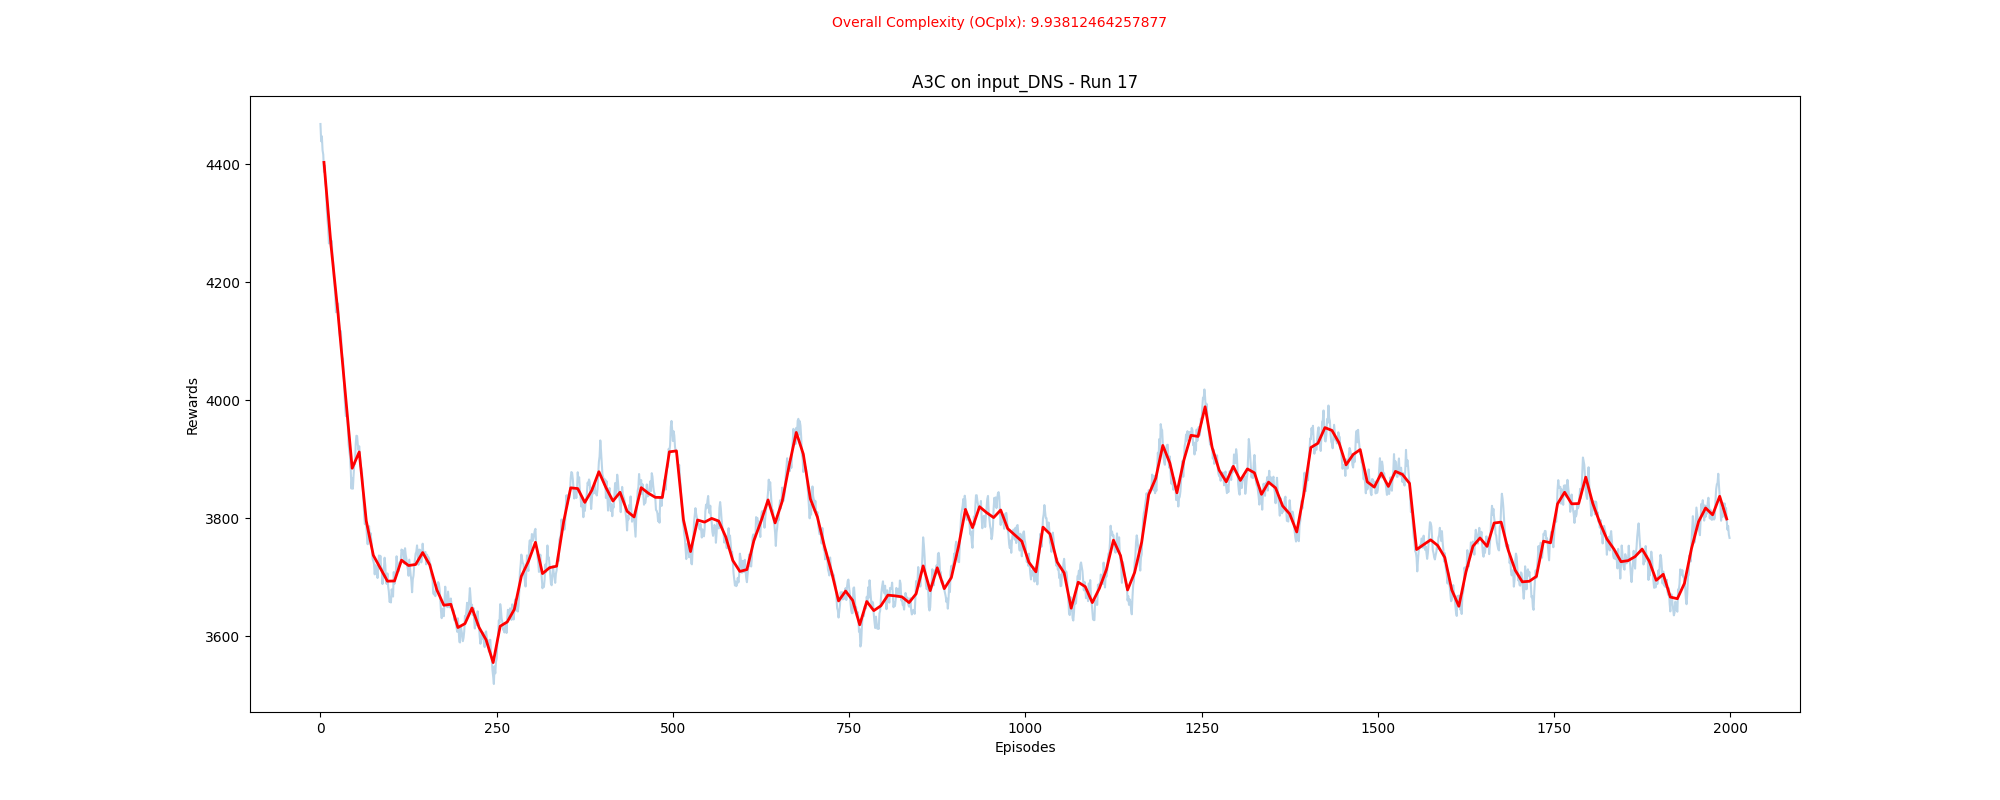 Overall Complexity (OCplx): 9.93812464257877
A3C on input_DNS - Run 17
Rewards
4400
4200
4000
3800
3600
0 250 500 750 1000 1250 1500 1750 2000
Episodes